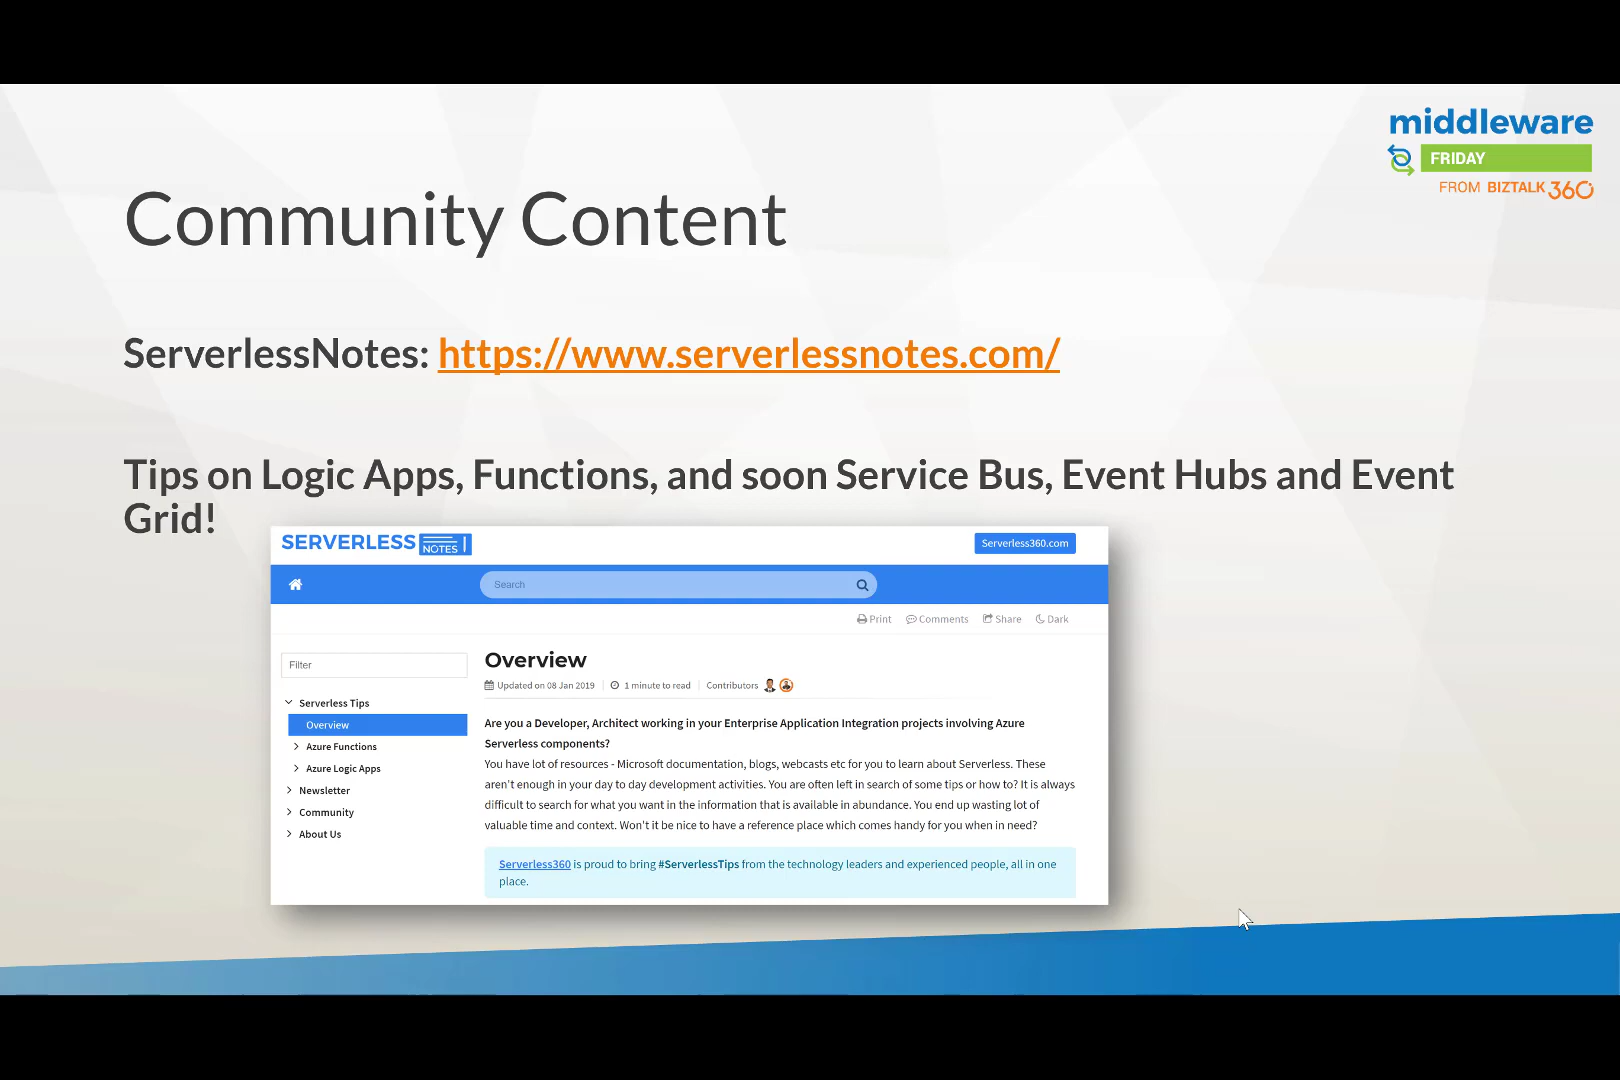 middleware
FRIDAY
FROM BIZTALK 360
Community Content
ServerlessNotes: https://www.serverlessnotes.com/
Tips on Logic Apps, Functions, and soon Service Bus, Event Hubs and Event
Grid!
SERVERLESS NOTES
Serverless360.com
Search
Print Comments Share Dark
Filter
Serverless Tips
Overview
Azure Functions
Azure Logic Apps
Newsletter
Community
About Us
Overview
Updated on 08 Jan 2019 1 minute to read Contributors
Are you a Developer, Architect working in your Enterprise Application Integration projects involving Azure
Serverless components?
You have lot of resources - Microsoft documentation, blogs, webcasts etc for you to learn about Serverless. These
aren't enough in your day to day development activities. You are often left in search of some tips or how to? It is always
difficult to search for what you want in the information that is available in abundance. You end up wasting lot of
valuable time and context. Won't it be nice to have a reference place which comes handy for you when in need?
Serverless360 is proud to bring #ServerlessTips from the technology leaders and experienced people, all in one
place.